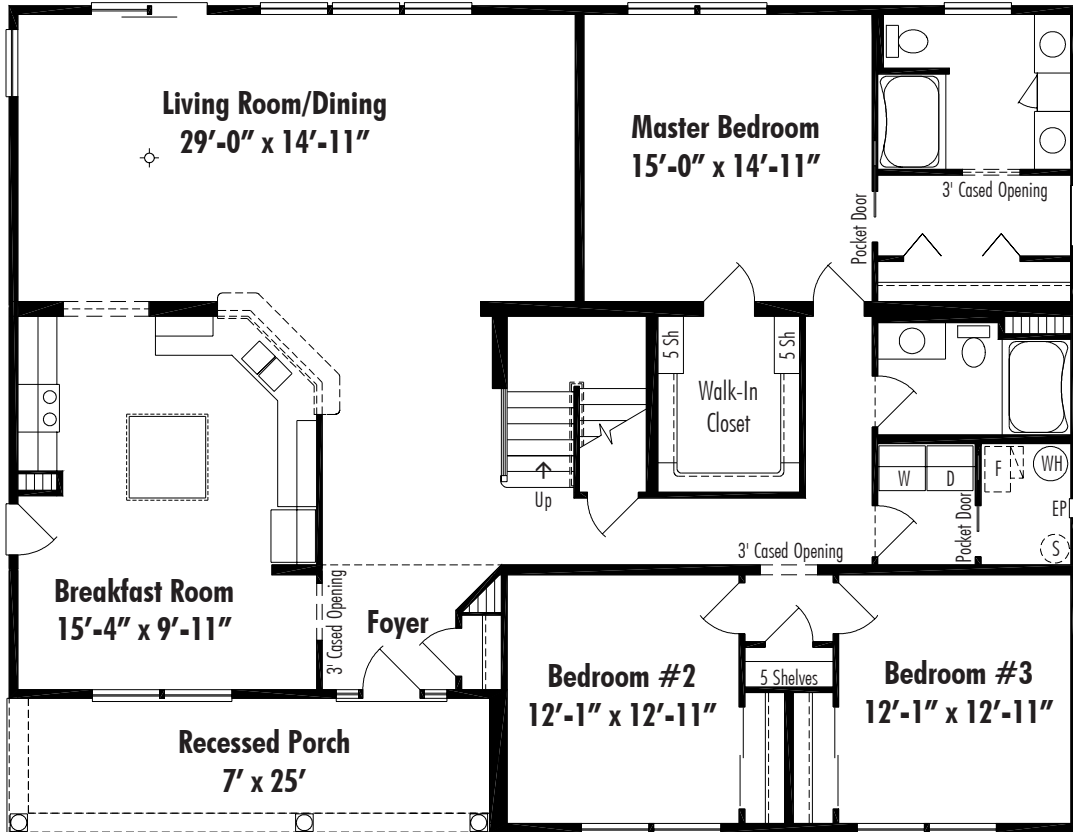 Living Room/Dining
29′-0″ x 14′-11″
Master Bedroom
15′-0″ x 14′-11″
3' Cased Opening
Pocket Door
5 Sh
5 Sh
Walk-In
Closet
Up
W
D
F
WH
EP
S
Pocket Door
3' Cased Opening
Breakfast Room
15′-4″ x 9′-11″
3' Cased Opening
Foyer
Bedroom #2
12′-1″ x 12′-11″
5 Shelves
Bedroom #3
12′-1″ x 12′-11″
Recessed Porch
7′ x 25′